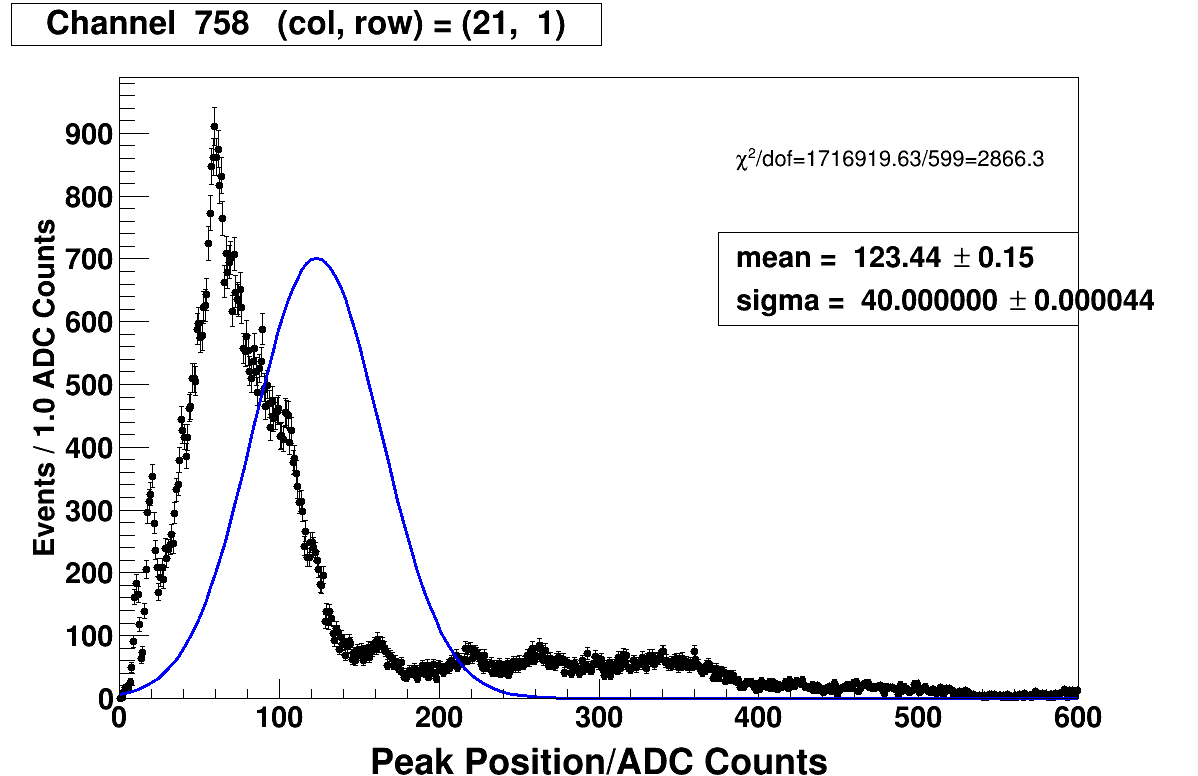 Channel  758   (col, row) = (21,  1)
χ²/dof=1716919.63/599=2866.3
mean =  123.44 ± 0.15
sigma =  40.000000 ± 0.000044
Events / 1.0 ADC Counts
900
800
700
600
500
400
300
200
100
0
0 100 200 300 400 500 600
Peak Position/ADC Counts